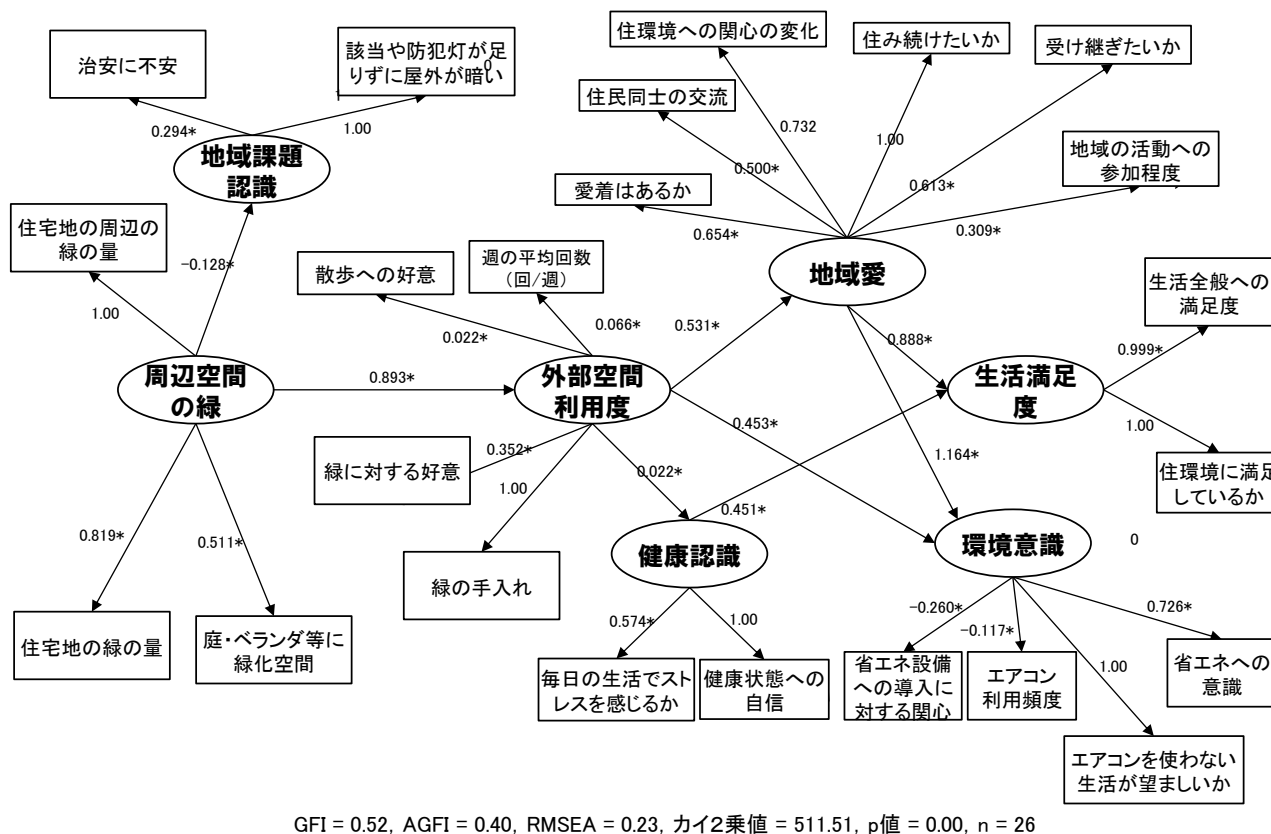 住環境への関心の変化
住み続けたいか
受け継ぎたいか
治安に不安
該当や防犯灯が足
りずに屋外が暗い
0
1
住民同士の交流
0.294*
1.00
0.732
1.00
地域課題
認識
愛着はあるか
0.500*
0.613*
地域の活動への
参加程度
0.654*
0.309*
住宅地の周辺の
緑の量
-0.128*
散歩への好意
週の平均回数
(回/週)
地域愛
生活全般への
満足度
1.00
0.022*
0.066*
0.531*
0.888*
0.999*
周辺空間
の緑
0.893*
外部空間
利用度
生活満足
度
緑に対する好意
0.352*
0.453*
1.00
住環境に満足
しているか
1.00
0.022*
1.164*
0.451*
0.819*
0.511*
緑の手入れ
健康認識
環境意識
0
住宅地の緑の量
庭・ベランダ等に
緑化空間
0.574*
1.00
-0.260*
-0.117*
0.726*
1.00
毎日の生活でスト
レスを感じるか
健康状態への
自信
省エネ設備
への導入に
対する関心
エアコン
利用頻度
省エネへの
意識
エアコンを使わない
生活が望ましいか
GFI = 0.52, AGFI = 0.40, RMSEA = 0.23, カイ2乗値 = 511.51, p値 = 0.00, n = 26